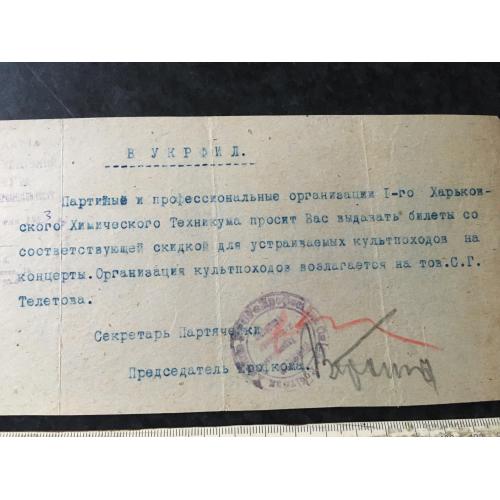 В УКРФИЛ.
Партийные и профессиональные организации I-го Харьков-
ского Химического Техникума просит Вас выдавать билеты со
соответствующей скидкой для устраиваемых культпоходов на
концерты.Организация культпоходов возлагается на тов.С.Г.
Телетова.
Секретарь Партячейки
Председатель Профкома.